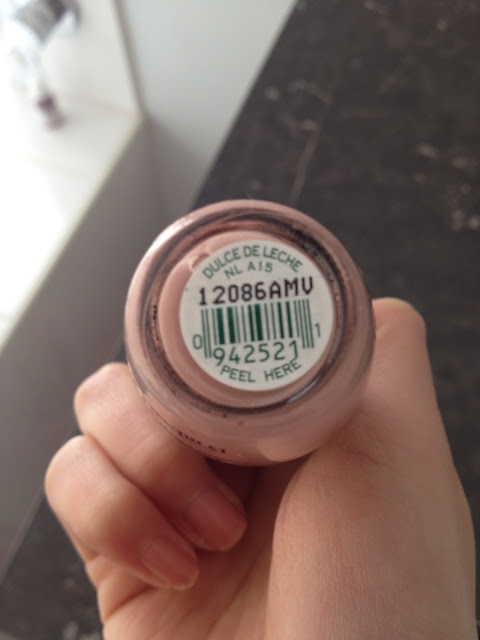 DULCE DE LECHE
NL A15
12086AMV
0 942521 1
PEEL HERE